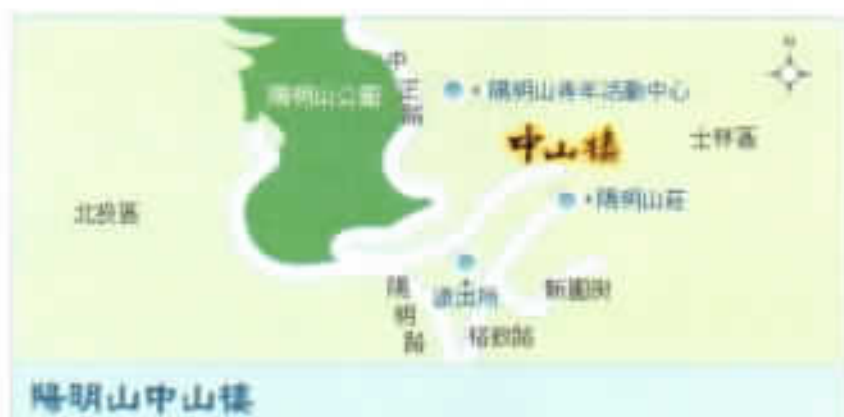 N
中正路
陽明山公園
陽明山青年活動中心
中山樓
士林區
陽明山莊
北投區
陽明路
派出所
新園街
格致路
陽明山中山樓